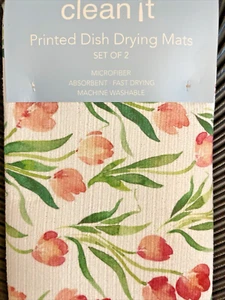 clean it
Printed Dish Drying Mats
SET OF 2
MICROFIBER
ABSORBENT · FAST DRYING
MACHINE WASHABLE